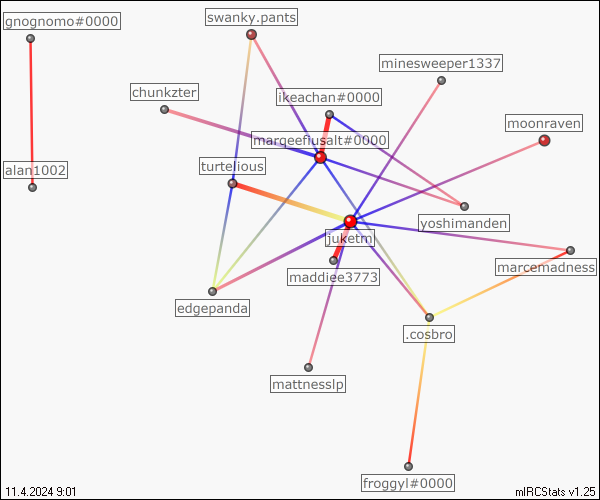 gnognomo#0000
swanky.pants
minesweeper1337
chunkzter
ikeachan#0000
moonraven
marqeeflusalt#0000
alan1002
turtelious
yoshimanden
juketm
marcemadness
maddiee3773
edgepanda
.cosbro
mattnesslp
froggyl#0000
11.4.2024 9:01
mIRCStats v1.25